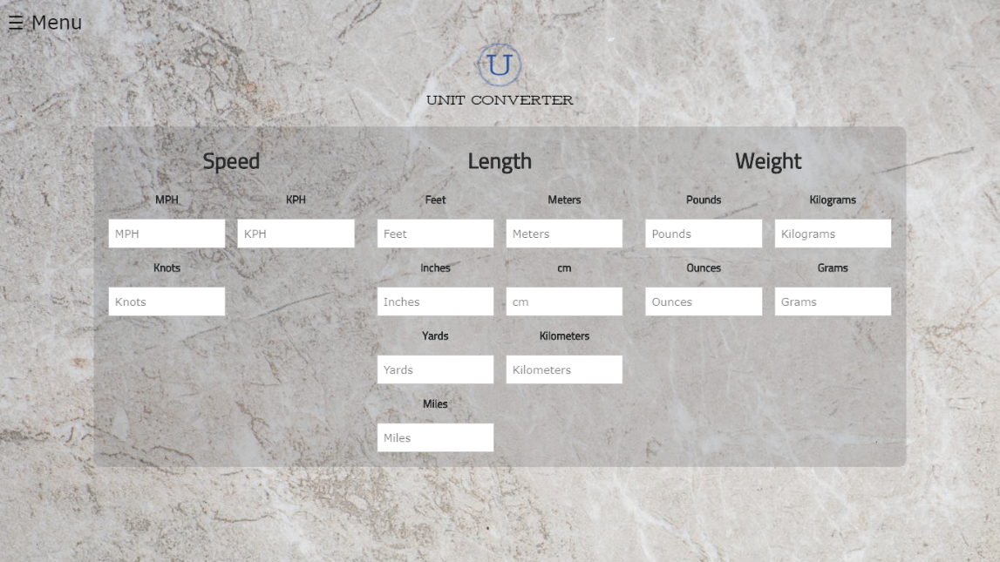 ☰ Menu
U
UNIT CONVERTER
Speed
MPH KPH
MPH KPH
Knots
Knots
Length
Feet Meters
Feet Meters
Inches cm
Inches cm
Yards Kilometers
Yards Kilometers
Miles
Miles
Weight
Pounds Kilograms
Pounds Kilograms
Ounces Grams
Ounces Grams